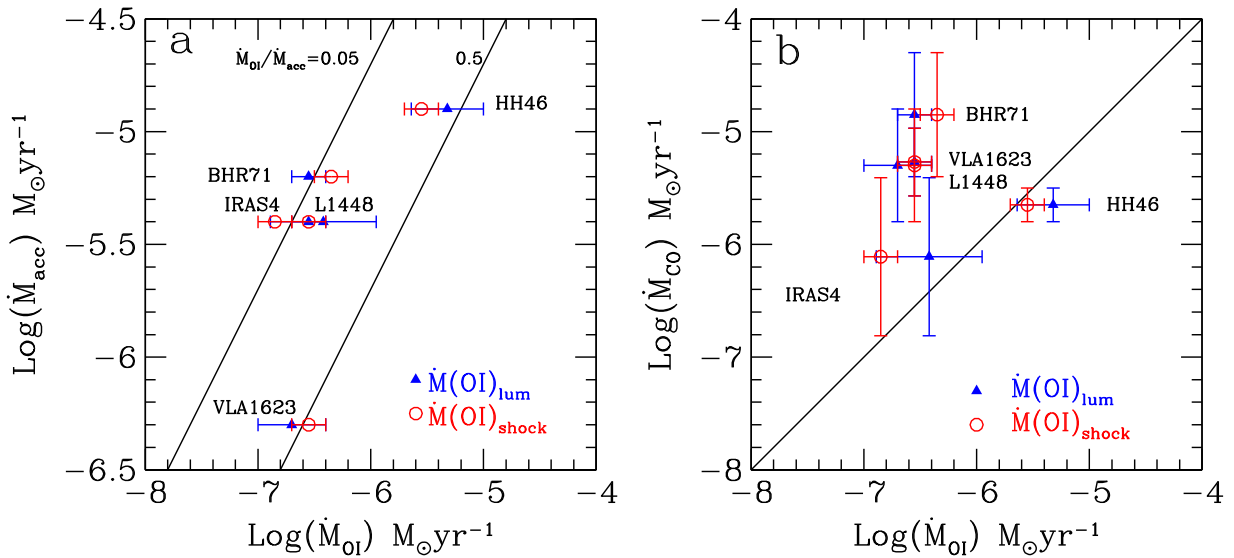 a
Ṁ_OI/Ṁ_acc=0.05
0.5
HH46
BHR71
IRAS4
L1448
VLA1623
Ṁ(OI)_lum
Ṁ(OI)_shock
−4.5
−5
−5.5
−6
−6.5
−8
−7
−6
−5
−4
Log(Ṁ_acc) M_⊙yr⁻¹
Log(Ṁ_OI) M_⊙yr⁻¹
b
BHR71
VLA1623
L1448
HH46
IRAS4
Ṁ(OI)_lum
Ṁ(OI)_shock
−4
−5
−6
−7
−8
−8
−7
−6
−5
−4
Log(Ṁ_CO) M_⊙yr⁻¹
Log(Ṁ_OI) M_⊙yr⁻¹